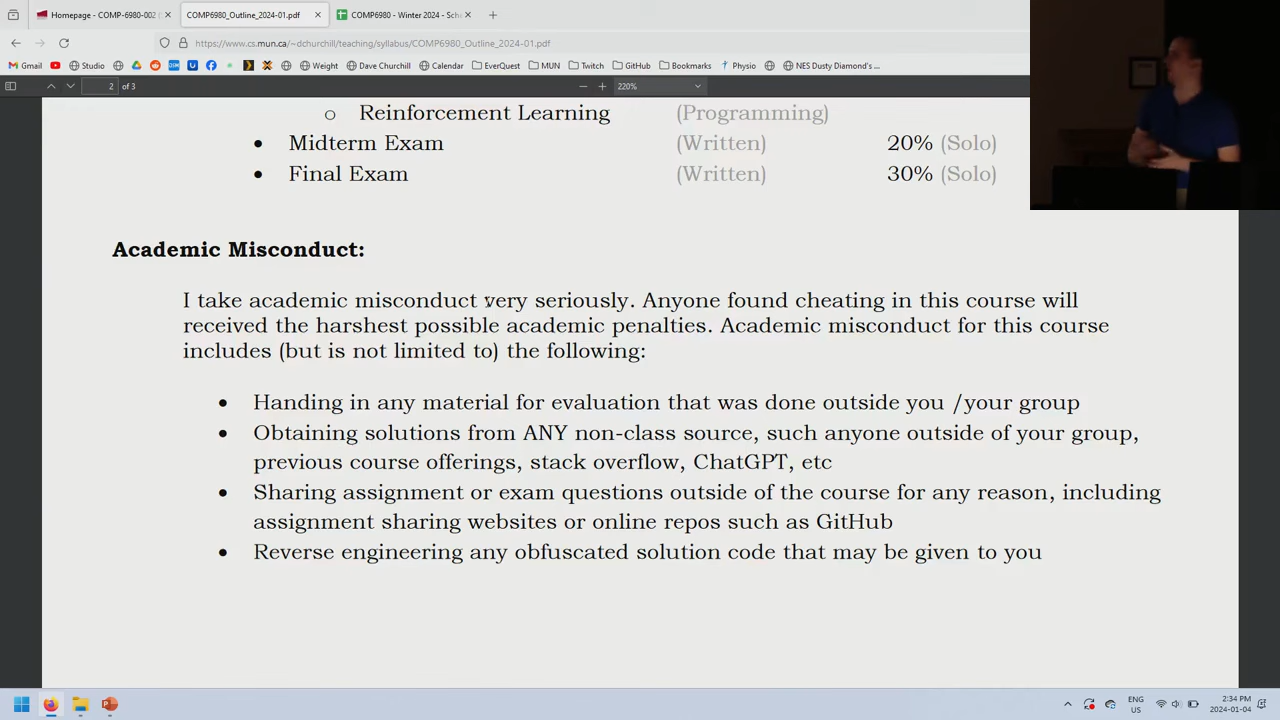 Homepage - COMP-6980-002 (
COMP6980_Outline_2024-01.pdf
COMP6980 - Winter 2024 - Sch
https://www.cs.mun.ca/~dchurchill/teaching/syllabus/COMP6980_Outline_2024-01.pdf
Gmail
Studio
Weight
Dave Churchill
Calendar
EverQuest
MUN
Twitch
GitHub
Bookmarks
Physio
NES Dusty Diamond's...
2 of 3
220%
o Reinforcement Learning (Programming)
• Midterm Exam (Written) 20% (Solo)
• Final Exam (Written) 30% (Solo)
Academic Misconduct:
I take academic misconduct very seriously. Anyone found cheating in this course will
received the harshest possible academic penalties. Academic misconduct for this course
includes (but is not limited to) the following:
• Handing in any material for evaluation that was done outside you /your group
• Obtaining solutions from ANY non-class source, such anyone outside of your group,
previous course offerings, stack overflow, ChatGPT, etc
• Sharing assignment or exam questions outside of the course for any reason, including
assignment sharing websites or online repos such as GitHub
• Reverse engineering any obfuscated solution code that may be given to you
ENG
US
2:34 PM
2024-01-04